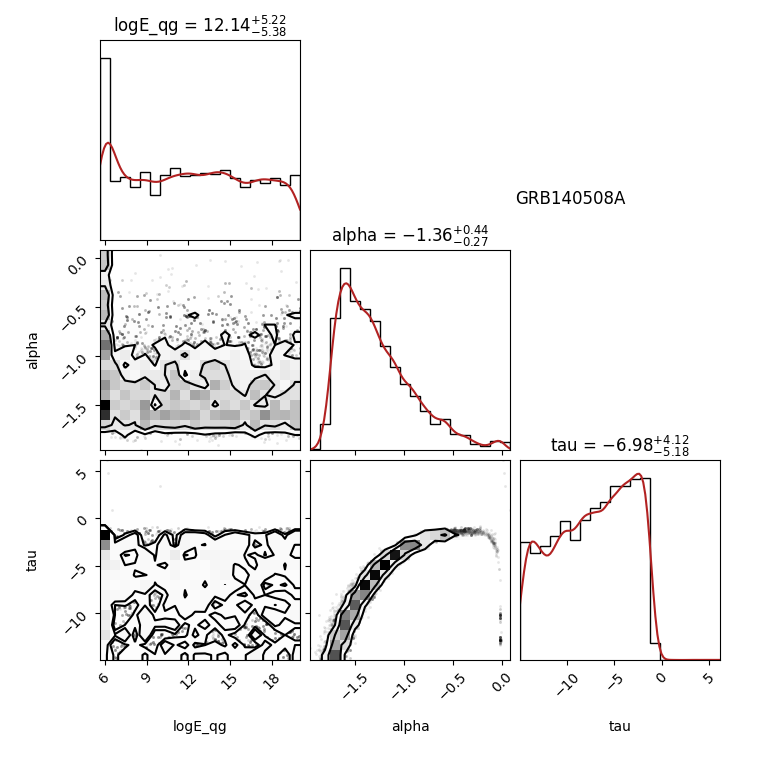 logE_qg = 12.14+5.22−5.38
GRB140508A
alpha = −1.36+0.44−0.27
0.0
−0.5
−1.0
−1.5
alpha
tau = −6.98+4.12−5.18
5
0
−5
−10
tau
6 9 12 15 18
−1.5 −1.0 −0.5 0.0
−10 −5 0 5
logE_qg alpha tau